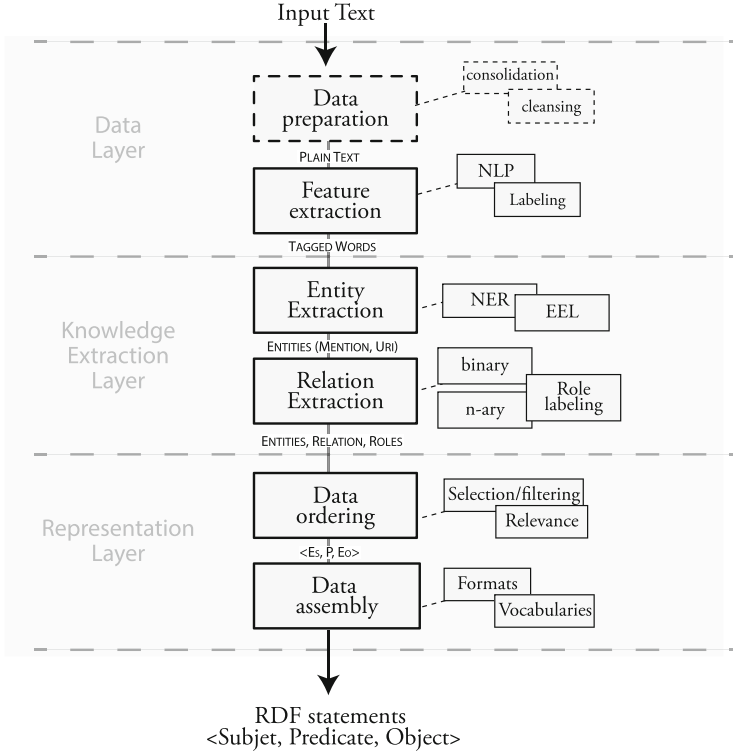 Input Text
Data
Layer
Data
preparation
consolidation
cleansing
PLAIN TEXT
Feature
extraction
NLP
Labeling
TAGGED WORDS
Knowledge
Extraction
Layer
Entity
Extraction
NER
EEL
ENTITIES (MENTION, URI)
Relation
Extraction
binary
n-ary
Role
labeling
ENTITIES, RELATION, ROLES
Representation
Layer
Data
ordering
Selection/filtering
Relevance
<ES, P, EO>
Data
assembly
Formats
Vocabularies
RDF statements
<Subjet, Predicate, Object>